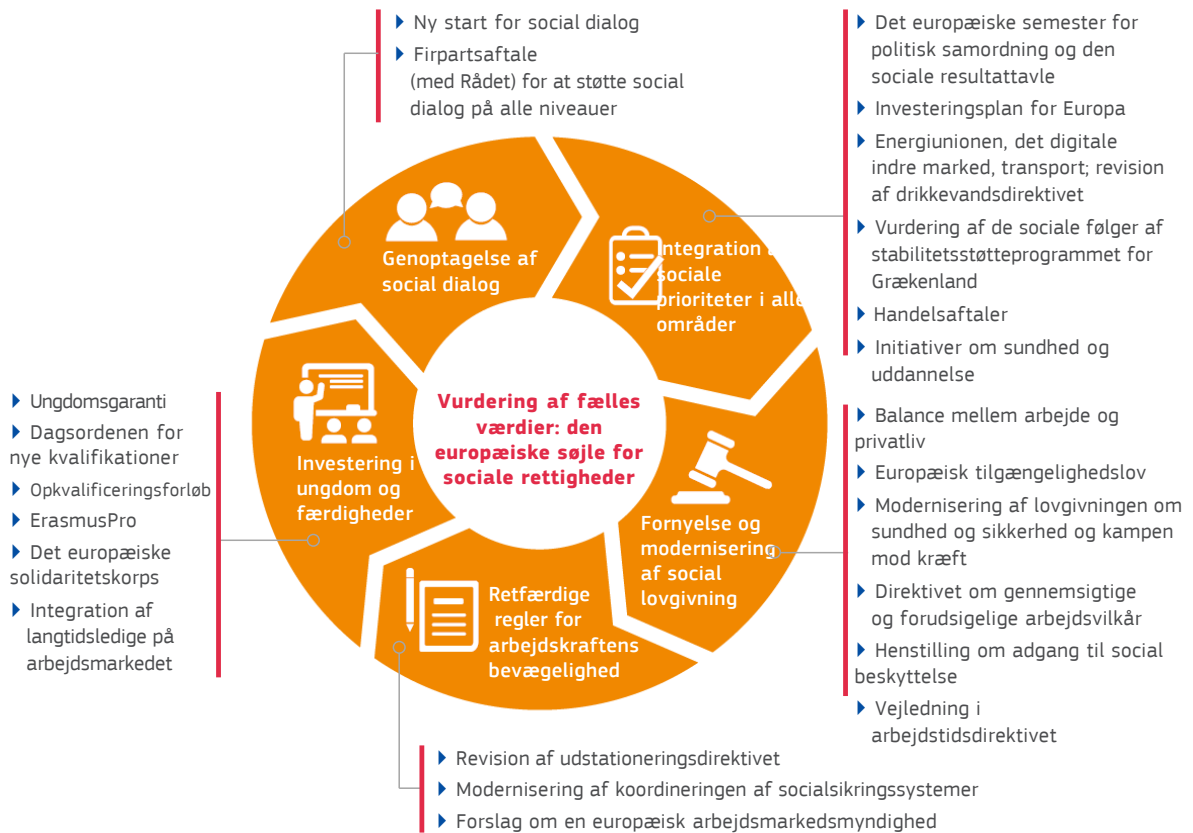 Ny start for social dialog
Firpartsaftale
(med Rådet) for at støtte social
dialog på alle niveauer
Det europæiske semester for
politisk samordning og den
sociale resultattavle
Investeringsplan for Europa
Energiunionen, det digitale
indre marked, transport; revision
af drikkevandsdirektivet
Vurdering af de sociale følger af
stabilitetsstøtteprogrammet for
Grækenland
Handelsaftaler
Initiativer om sundhed og
uddannelse
Genoptagelse af
social dialog
Integration
sociale
prioriteter i alle
områder
Ungdomsgaranti
Dagsordenen for
nye kvalifikationer
Opkvalificeringsforløb
ErasmusPro
Det europæiske
solidaritetskorps
Integration af
langtidsledige på
arbejdsmarkedet
Investering i
ungdom og
færdigheder
Vurdering af fælles
værdier: den
europæiske søjle for
sociale rettigheder
Fornyelse og
modernisering
af social
lovgivning
Balance mellem arbejde og
privatliv
Europæisk tilgængelighedslov
Modernisering af lovgivningen om
sundhed og sikkerhed og kampen
mod kræft
Direktivet om gennemsigtige
og forudsigelige arbejdsvilkår
Henstilling om adgang til social
beskyttelse
Vejledning i
arbejdstidsdirektivet
Retfærdige
regler for
arbejdskraftens
bevægelighed
Revision af udstationeringsdirektivet
Modernisering af koordineringen af socialsikringssystemer
Forslag om en europæisk arbejdsmarkedsmyndighed